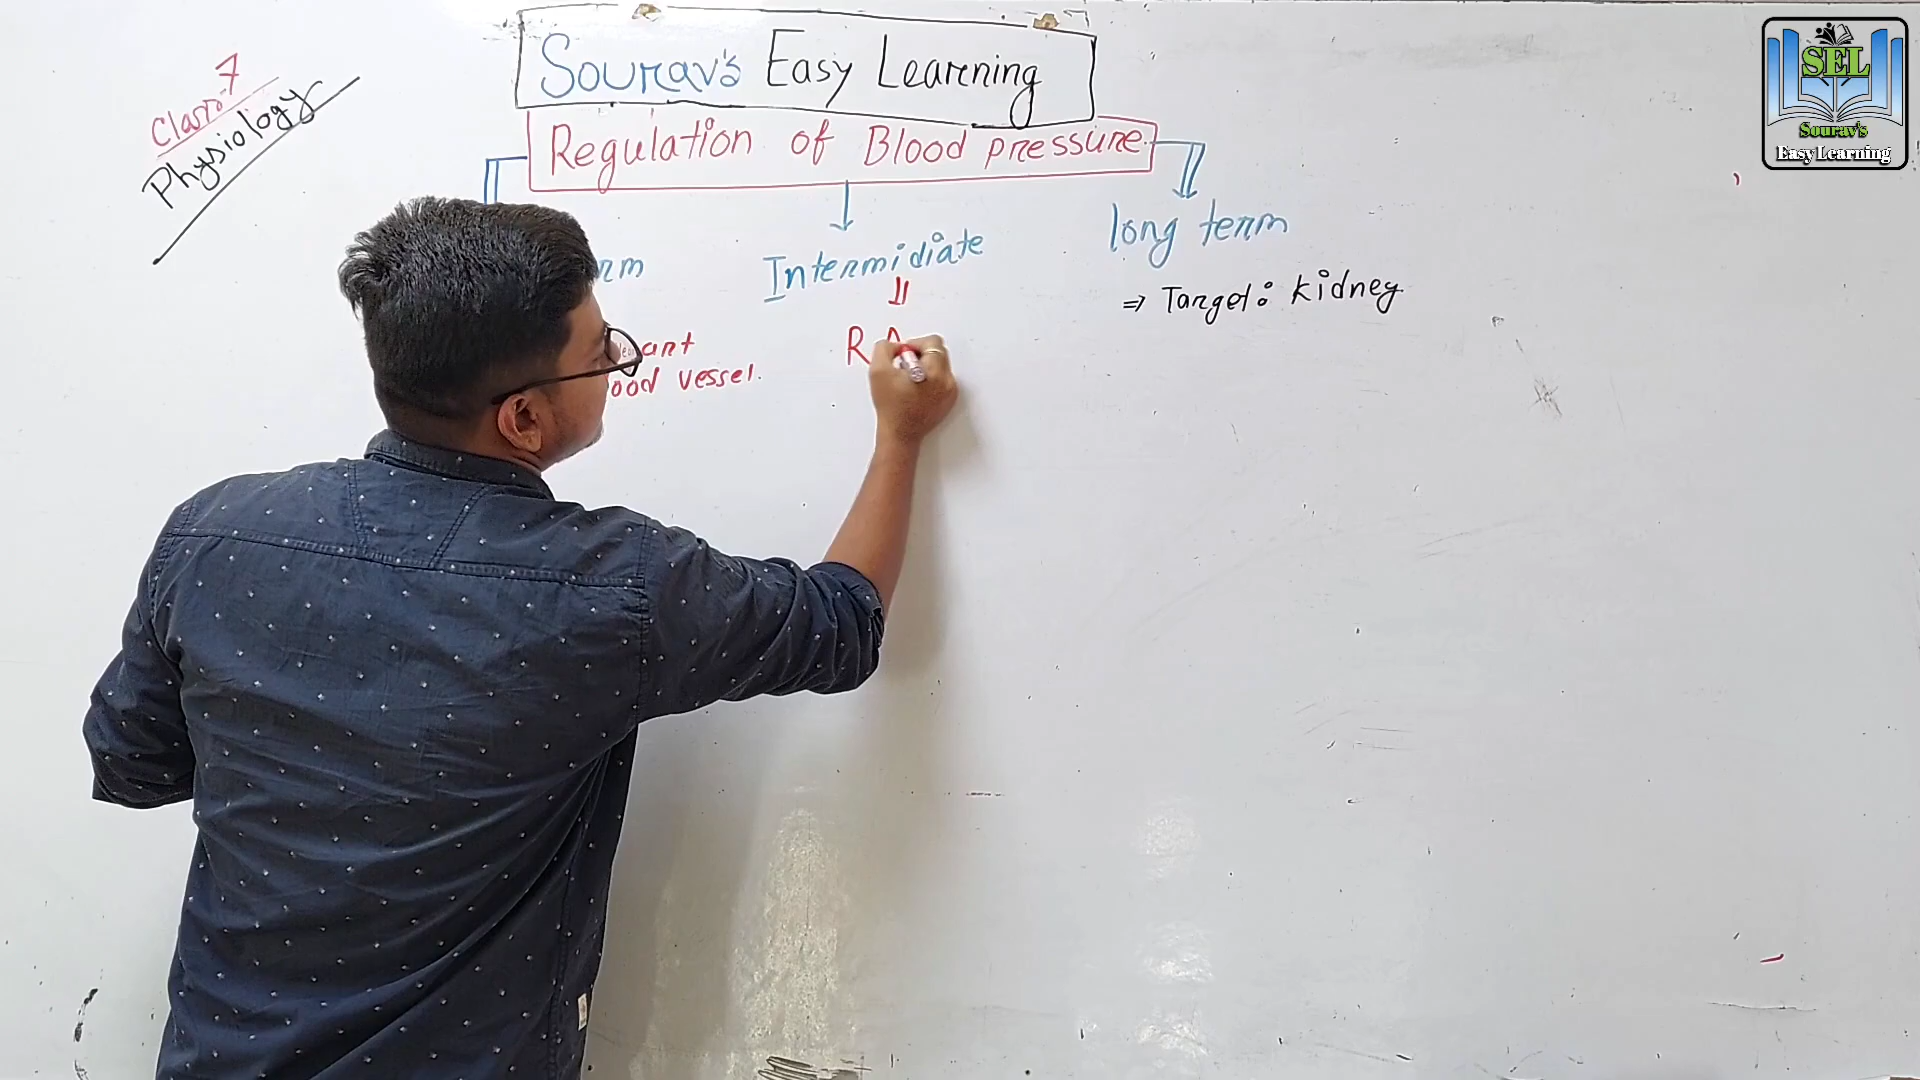 Class-7
Physiology
Sourav's Easy Learning
Regulation of Blood pressure
Intermidiate
long term
⇒ Target: kidney
vessel.
R A
SEL
Sourav's
Easy Learning